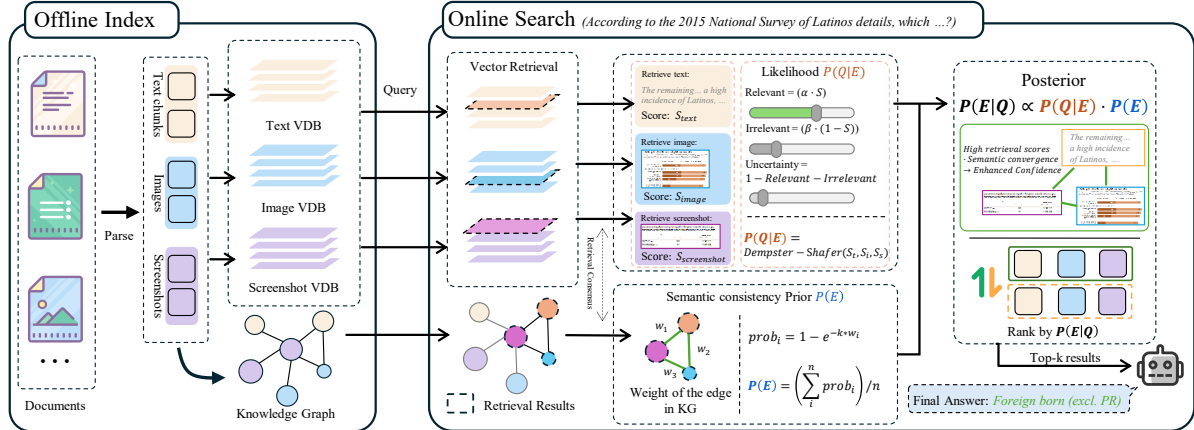 Offline Index
Documents
Parse
Text chunks
Images
Screenshots
Text VDB
Image VDB
Screenshot VDB
Knowledge Graph
Online Search (According to the 2015 National Survey of Latinos details, which …?)
Query
Vector Retrieval
Retrieval Results
Retrieval Consensus
Retrieve text:
The remaining… a high
incidence of Latinos, …
Score: S_text
Retrieve image:
Score: S_image
Retrieve screenshot:
Score: S_screenshot
Likelihood P(Q|E)
Relevant = (α · S)
Irrelevant = (β · (1 − S))
Uncertainty =
1 − Relevant − Irrelevant
P(Q|E) =
Dempster − Shafer(S_t, S_i, S_s)
Semantic consistency Prior P(E)
w_1
w_2
w_3
Weight of the edge
in KG
prob_i = 1 − e^{−k∗w_i}
P(E) = (∑_i^n prob_i) /n
Posterior
P(E|Q) ∝ P(Q|E) · P(E)
High retrieval scores
· Semantic convergence
→ Enhanced Confidence
The remaining…
a high incidence
of Latinos, ….
Rank by P(E|Q)
Top-k results
Final Answer: Foreign born (excl. PR)